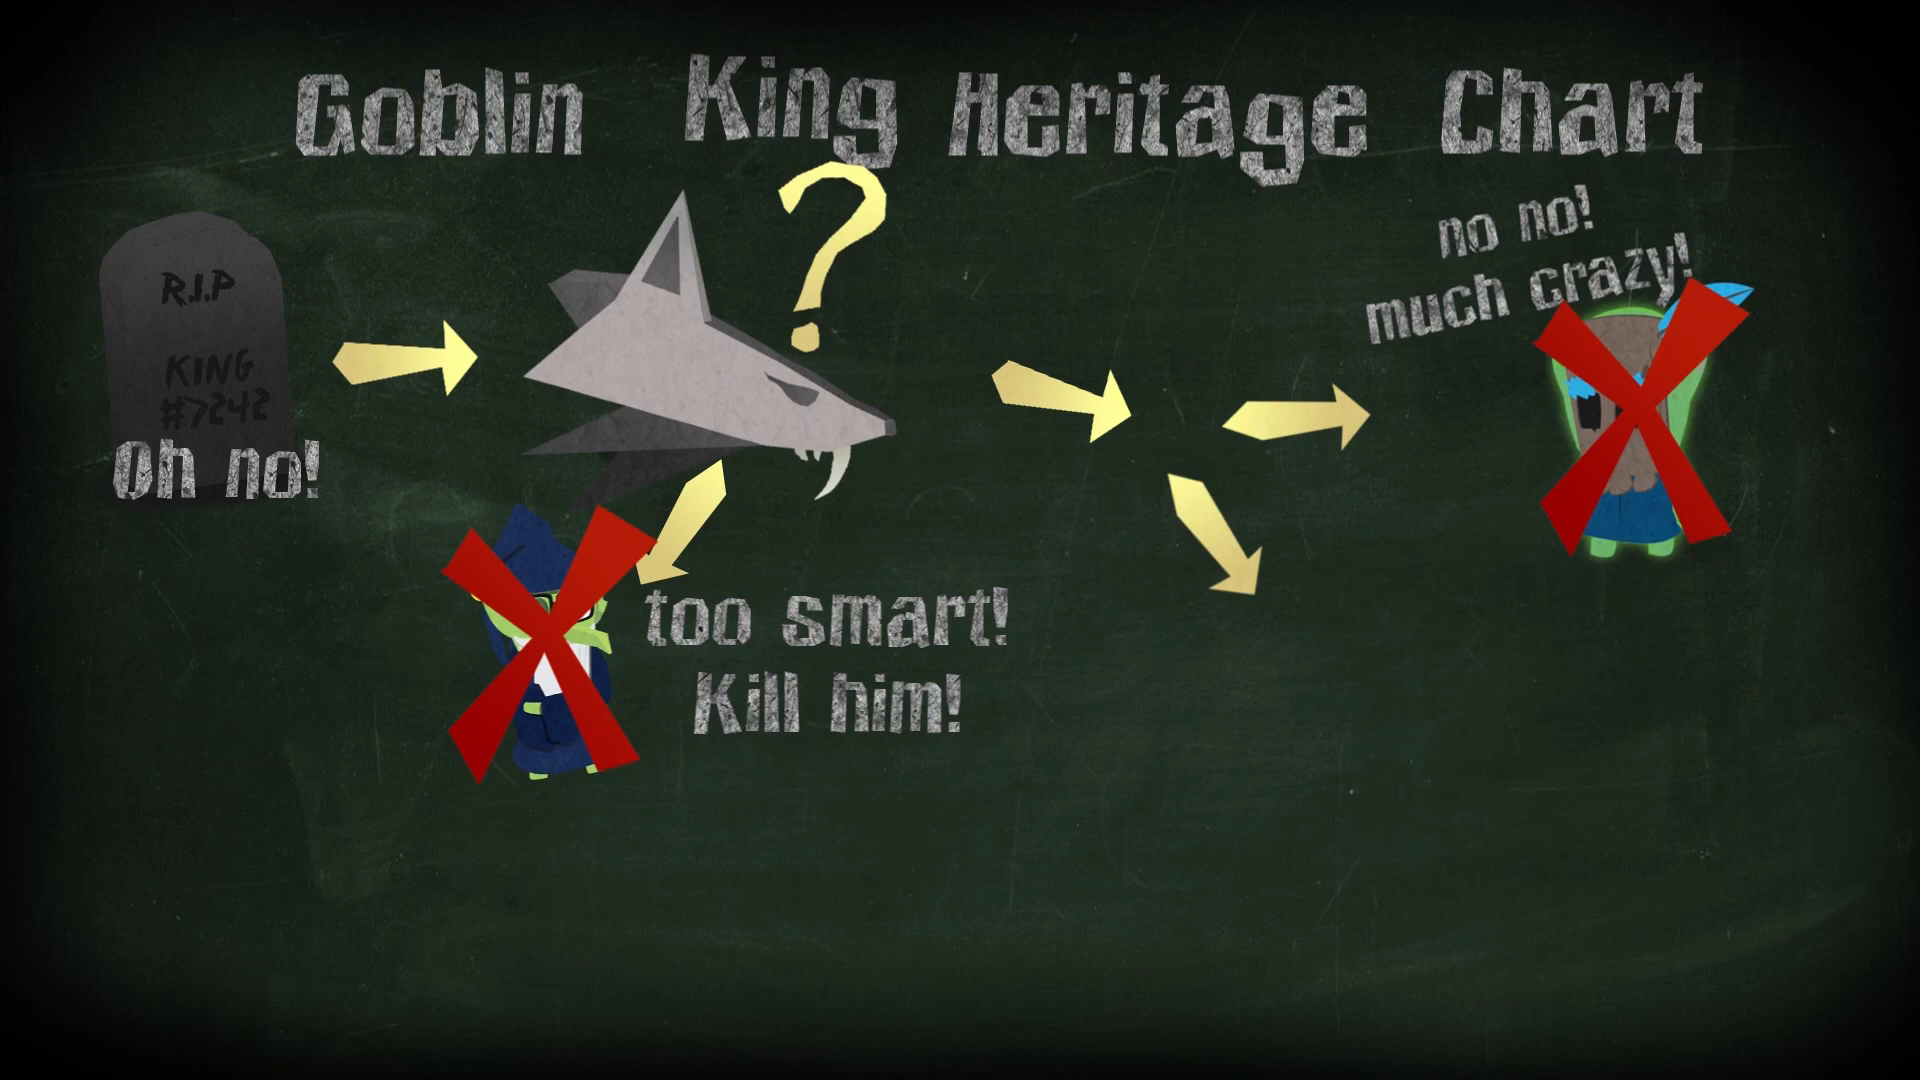 Goblin King Heritage Chart
R.I.P
KING
#7242
Oh no!
?
no no!
much crazy!
too smart!
Kill him!